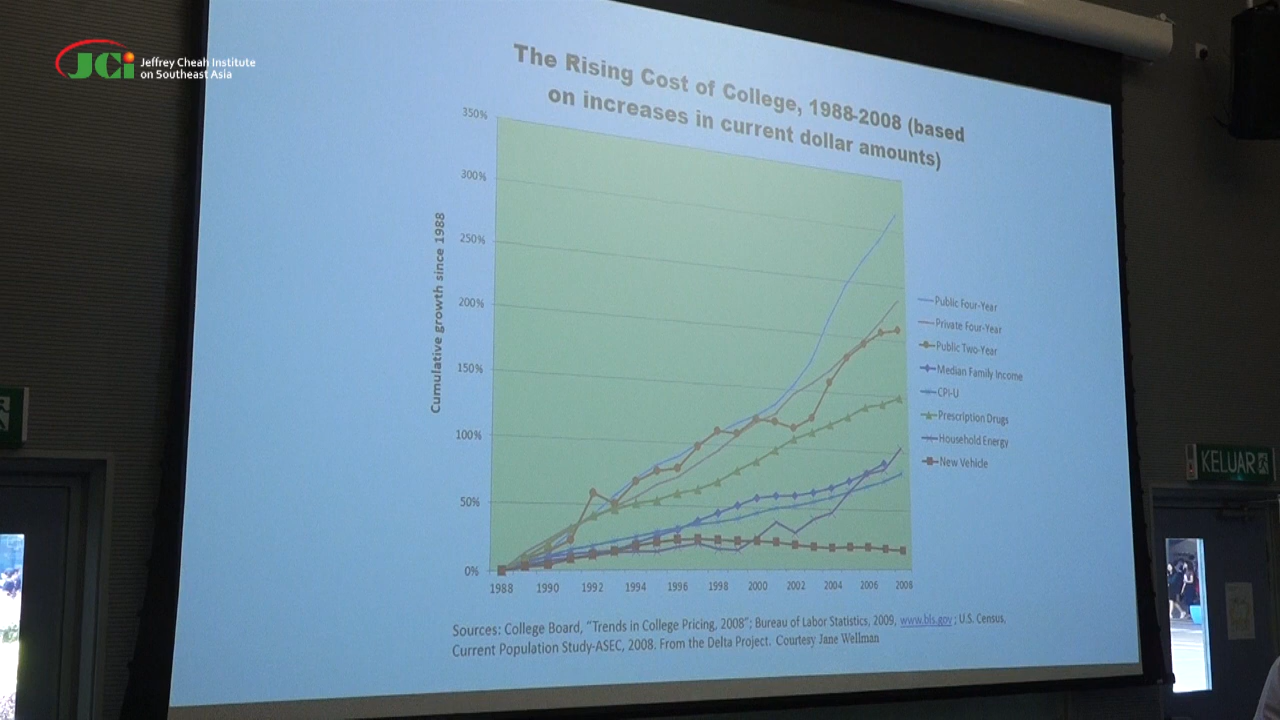 JCi Jeffrey Cheah Institute
on Southeast Asia
The Rising Cost of College, 1988-2008 (based
on increases in current dollar amounts)
Cumulative growth since 1988
350%
300%
250%
200%
150%
100%
50%
0%
1988 1990 1992 1994 1996 1998 2000 2002 2004 2006 2008
Public Four-Year
Private Four-Year
Public Two-Year
Median Family Income
CPI-U
Prescription Drugs
Household Energy
New Vehicle
Sources: College Board, "Trends in College Pricing, 2008"; Bureau of Labor Statistics, 2009, www.bls.gov; U.S. Census,
Current Population Study-ASEC, 2008. From the Delta Project. Courtesy Jane Wellman
KELUAR